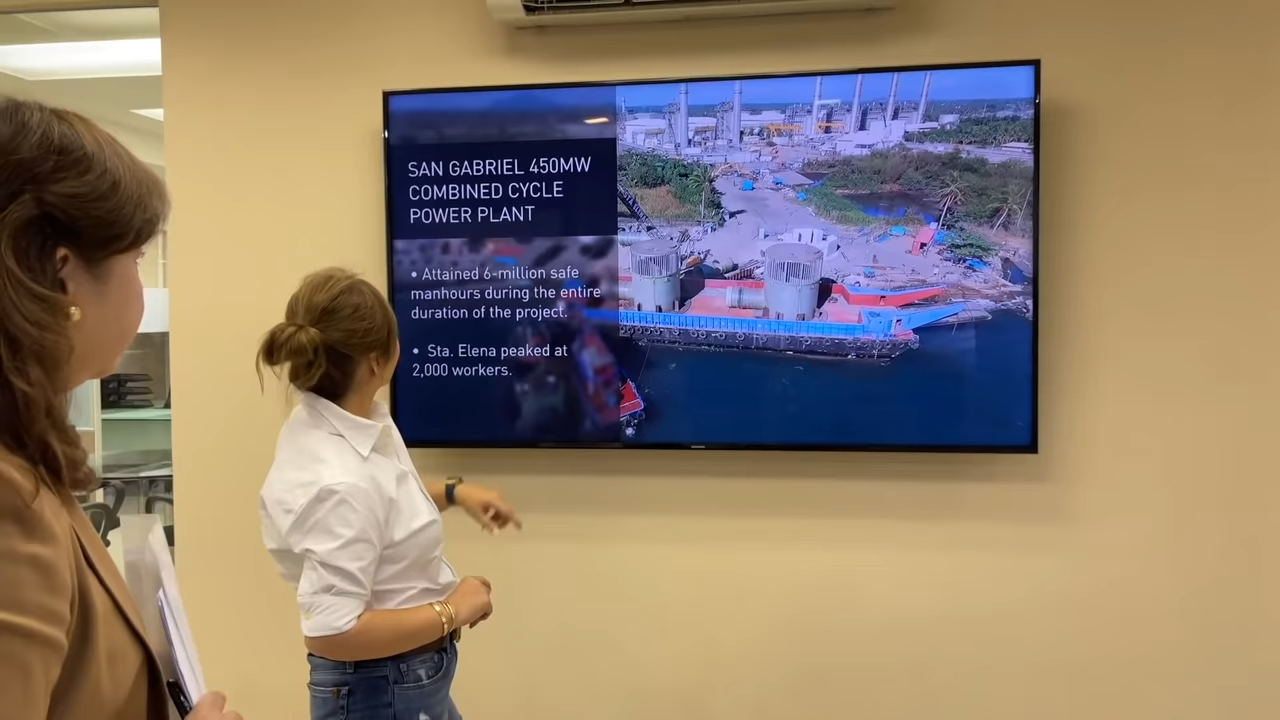 SAN GABRIEL 450MW
COMBINED CYCLE
POWER PLANT
• Attained 6-million safe
manhours during the entire
duration of the project.
• Sta. Elena peaked at
2,000 workers.